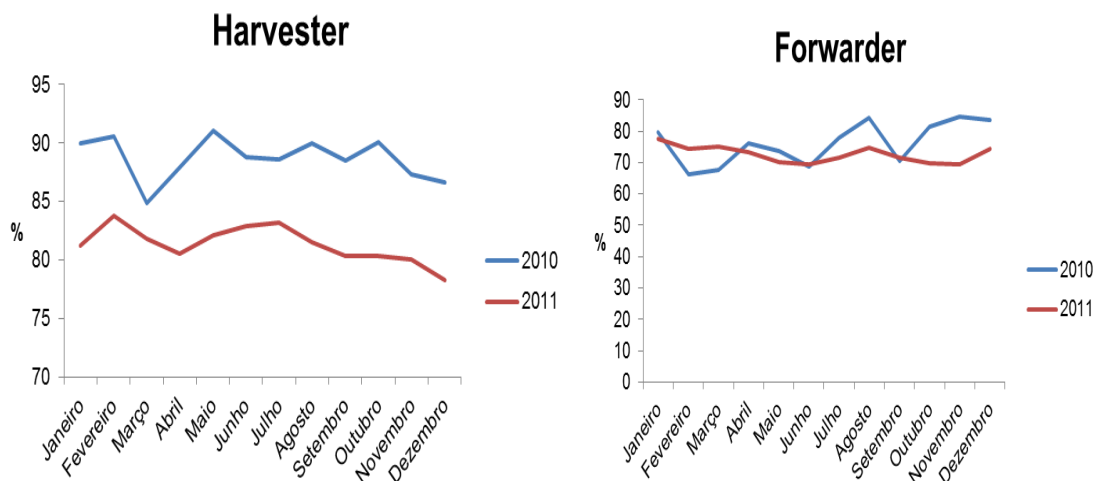 Harvester
95
90
85
80
75
70
%
Janeiro
Fevereiro
Março
Abril
Maio
Junho
Julho
Agosto
Setembro
Outubro
Novembro
Dezembro
2010
2011
Forwarder
90
80
70
60
50
40
30
20
10
0
%
Janeiro
Fevereiro
Março
Abril
Maio
Junho
Julho
Agosto
Setembro
Outubro
Novembro
Dezembro
2010
2011